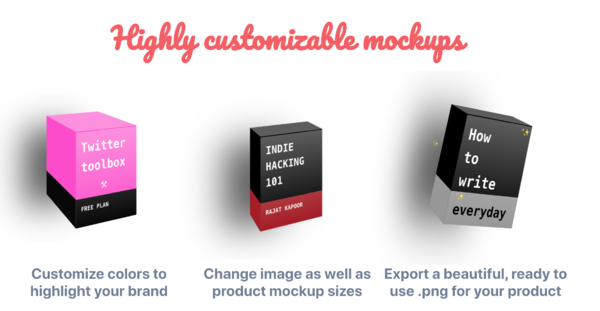 Highly customizable mockups
Twitter
toolbox
⚒
FREE PLAN
INDIE
HACKING
101
RAJAT KAPOOR
How
to
write
everyday
Customize colors to
highlight your brand
Change image as well as
product mockup sizes
Export a beautiful, ready to
use .png for your product